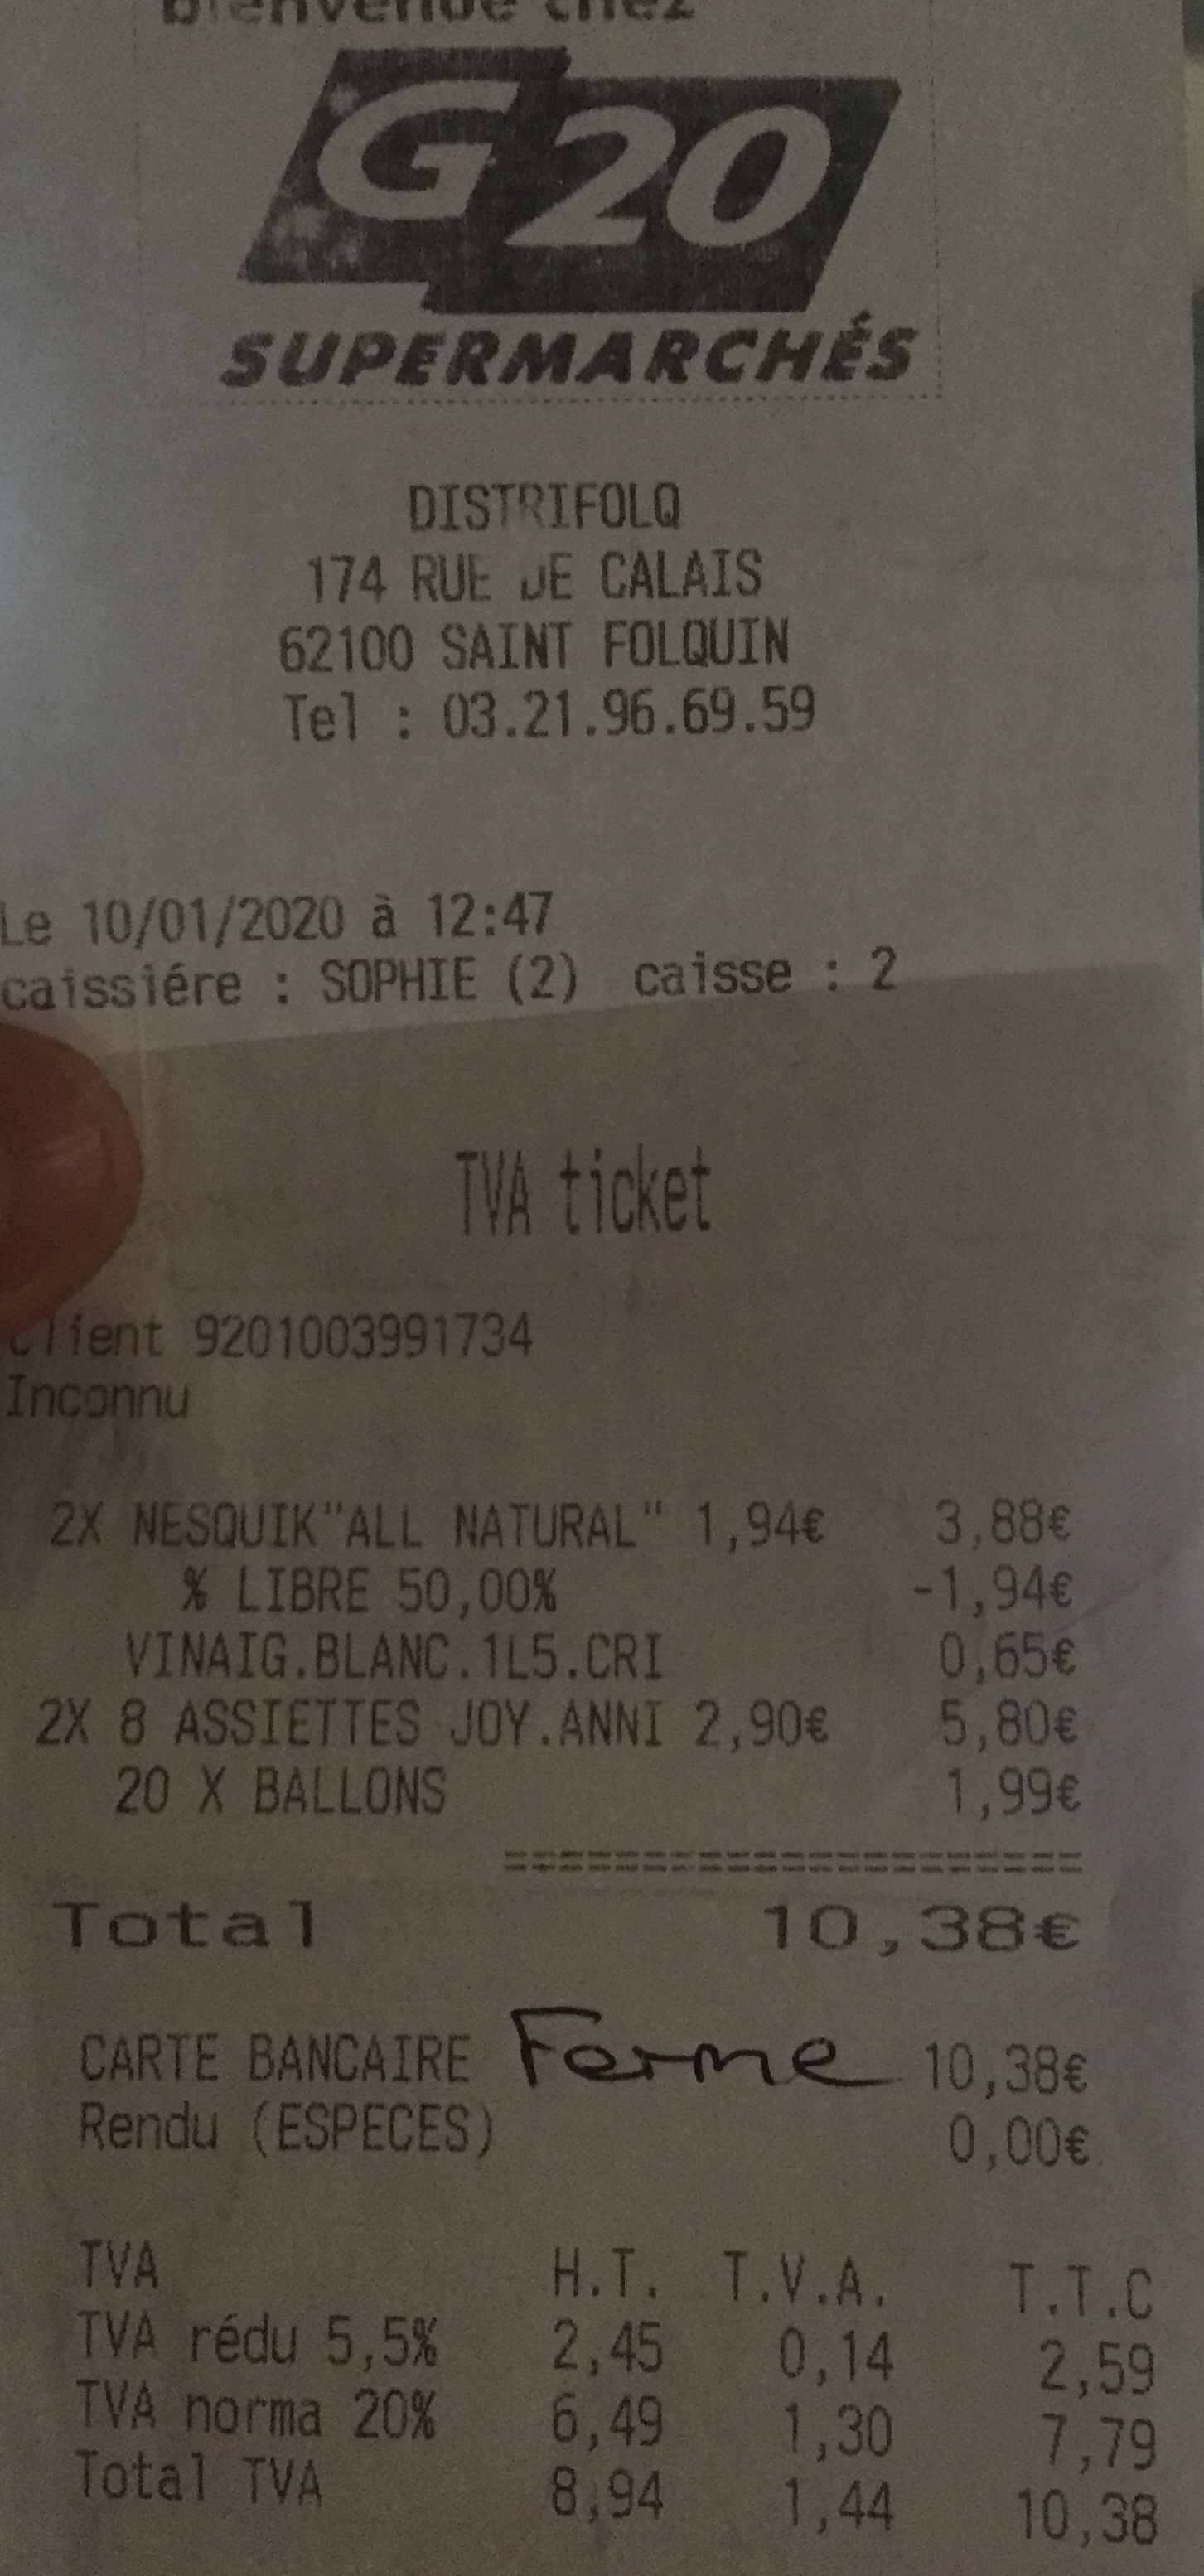 bienvenue chez
G20
SUPERMARCHÉS
DISTRIFOLQ
174 RUE DE CALAIS
62100 SAINT FOLQUIN
Tel : 03.21.96.69.59
Le 10/01/2020 à 12:47
caissiére : SOPHIE (2) caisse : 2
TVA ticket
Client 9201003991734
Inconnu
2X NESQUIK"ALL NATURAL" 1,94€ 3,88€
% LIBRE 50,00% -1,94€
VINAIG.BLANC.1L5.CRI 0,65€
2X 8 ASSIETTES JOY.ANNI 2,90€ 5,80€
20 X BALLONS 1,99€
==========================
Total 10,38€
CARTE BANCAIRE Ferme 10,38€
Rendu (ESPECES) 0,00€
TVA H.T. T.V.A. T.T.C
TVA rédu 5,5% 2,45 0,14 2,59
TVA norma 20% 6,49 1,30 7,79
Total TVA 8,94 1,44 10,38